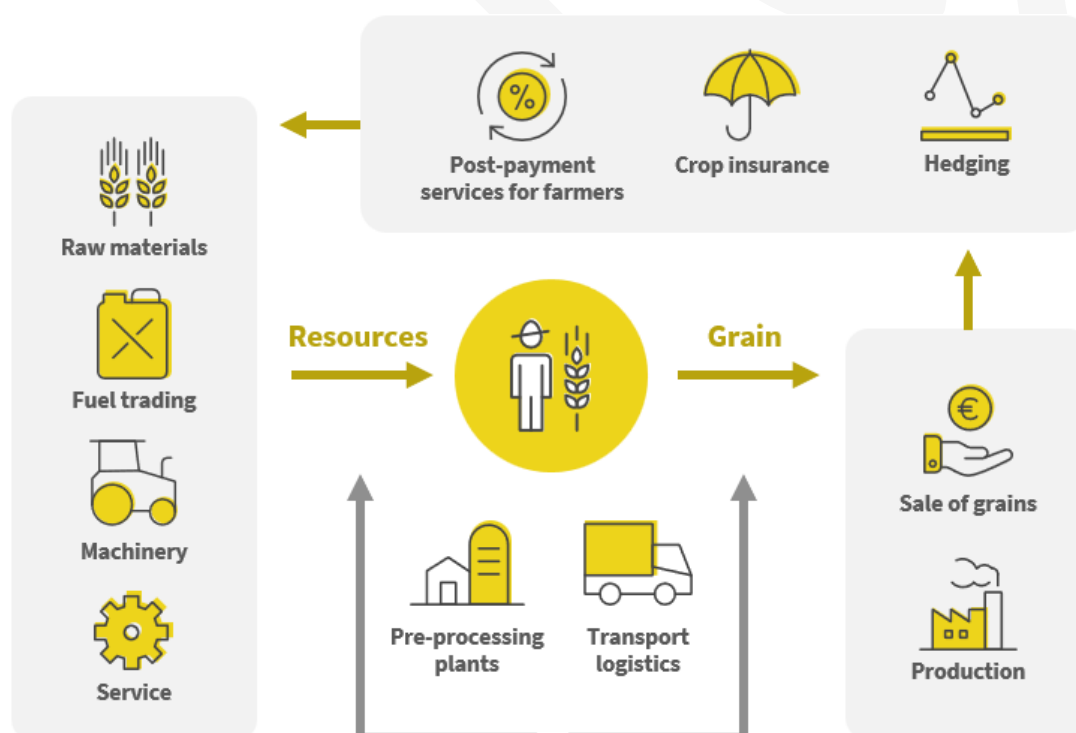 %
Post-payment
services for farmers
Crop insurance
Hedging
Raw materials
Fuel trading
Machinery
Service
Resources
Grain
Pre-processing
plants
Transport
logistics
€
Sale of grains
Production